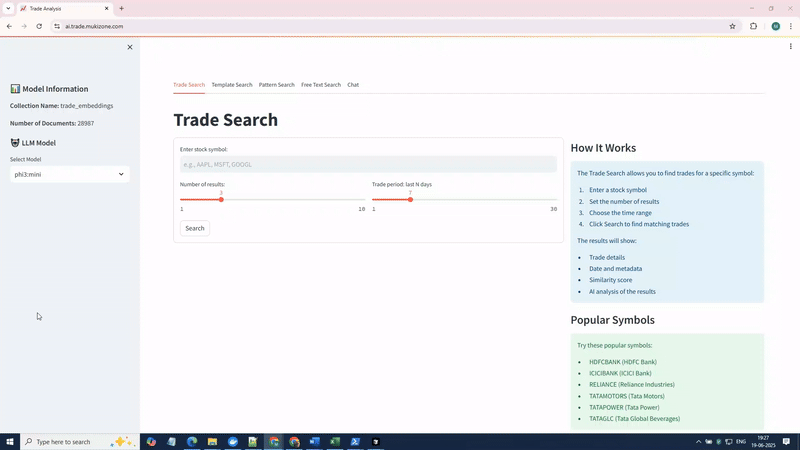 Trade Analysis
ai.trade.mukizone.com
M
Model Information
Collection Name: trade_embeddings
Number of Documents: 28987
LLM Model
Select Model
phi3:mini
Trade Search
Template Search
Pattern Search
Free Text Search
Chat
Trade Search
Enter stock symbol:
e.g., AAPL, MSFT, GOOGL
Number of results:
3
1
10
Trade period: last N days
7
1
30
Search
How It Works
The Trade Search allows you to find trades for a specific symbol:
1. Enter a stock symbol
2. Set the number of results
3. Choose the time range
4. Click Search to find matching trades
The results will show:
• Trade details
• Date and metadata
• Similarity score
• AI analysis of the results
Popular Symbols
Try these popular symbols:
• HDFCBANK (HDFC Bank)
• ICICIBANK (ICICI Bank)
• RELIANCE (Reliance Industries)
• TATAMOTORS (Tata Motors)
• TATAPOWER (Tata Power)
• TATAGLC (Tata Global Beverages)
Type here to search
ENG
19:27
19-06-2025